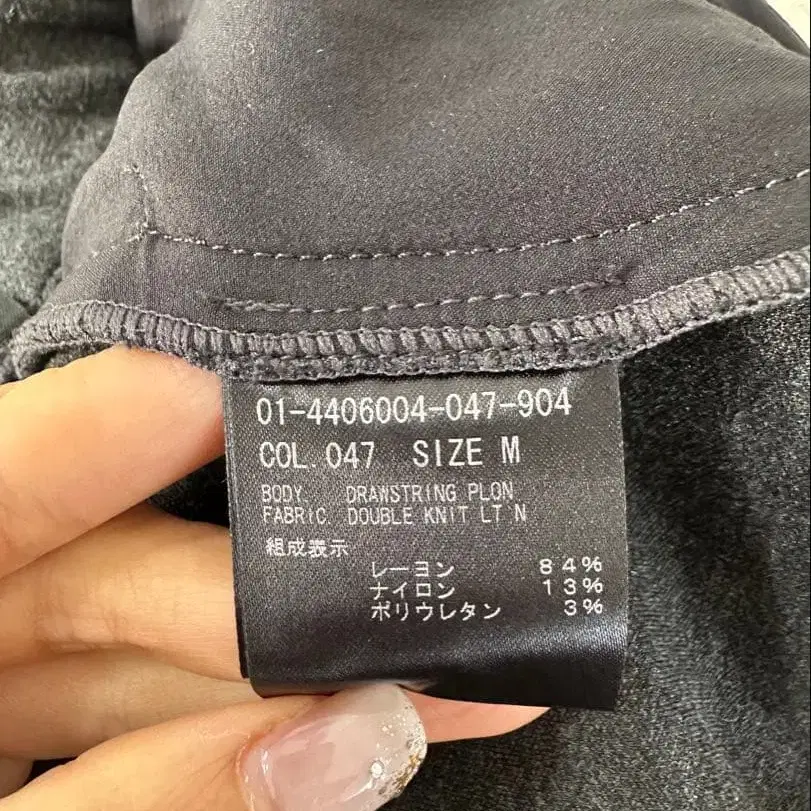 01-4406004-047-904
COL. 047 SIZE M
BODY. DRAWSTRING PLON
FABRIC. DOUBLE KNIT LT N
組成表示
レーヨン 84%
ナイロン 13%
ポリウレタン 3%